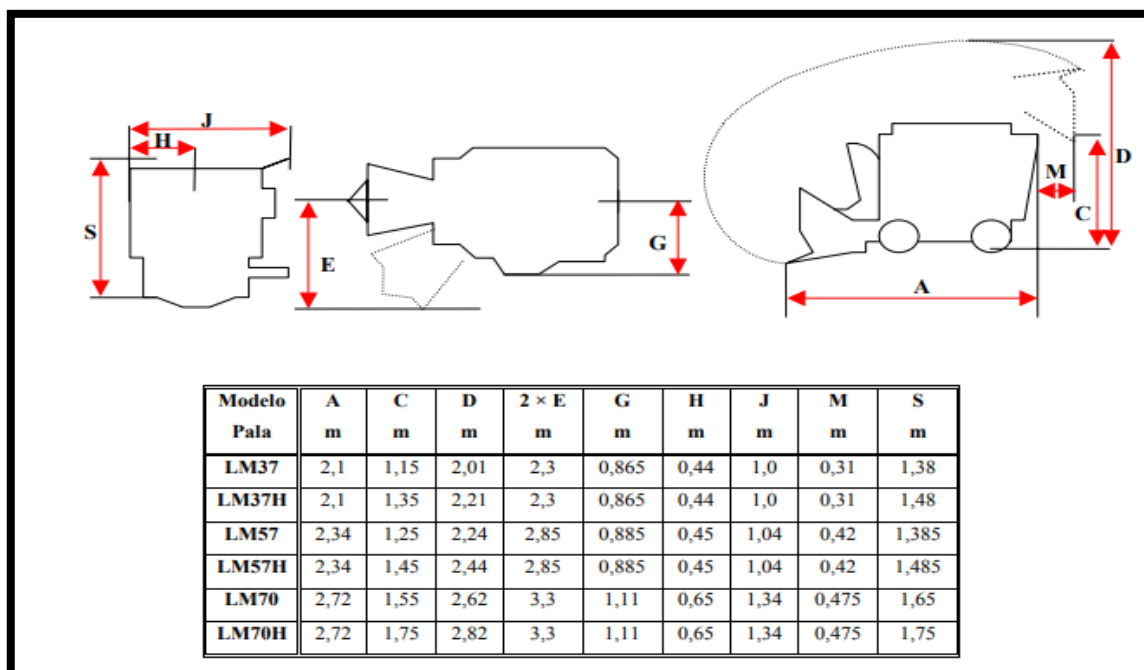 J
H
S
E
G
D
M
C
A
Modelo Pala A m C m D m 2 × E m G m H m J m M m S m
LM37 2,1 1,15 2,01 2,3 0,865 0,44 1,0 0,31 1,38
LM37H 2,1 1,35 2,21 2,3 0,865 0,44 1,0 0,31 1,48
LM57 2,34 1,25 2,24 2,85 0,885 0,45 1,04 0,42 1,385
LM57H 2,34 1,45 2,44 2,85 0,885 0,45 1,04 0,42 1,485
LM70 2,72 1,55 2,62 3,3 1,11 0,65 1,34 0,475 1,65
LM70H 2,72 1,75 2,82 3,3 1,11 0,65 1,34 0,475 1,75